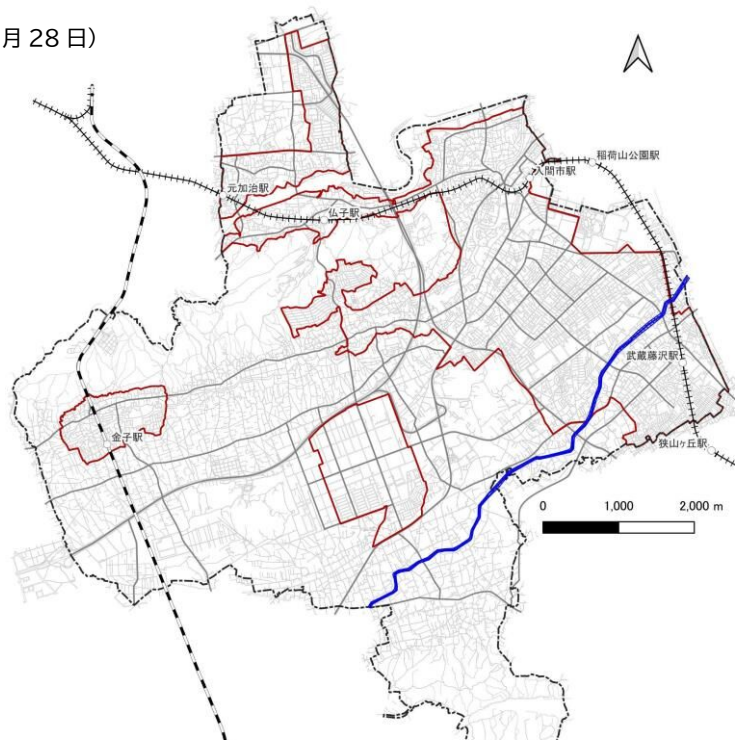 月 28 日）
稲荷山公園駅
入間市駅
元加治駅
仏子駅
武蔵藤沢駅
金子駅
狭山ヶ丘駅
0 1,000 2,000 m